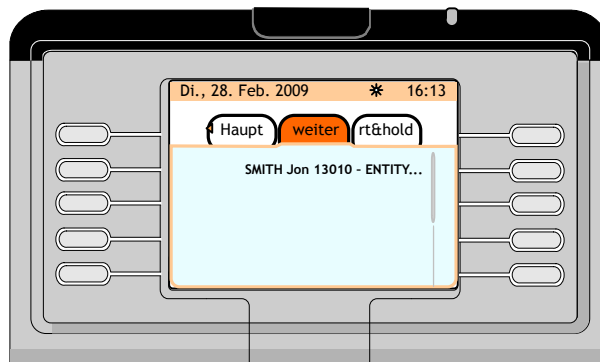 Di., 28. Feb. 2009 16:13
Haupt weiter rt&hold
SMITH Jon 13010 - ENTITY...